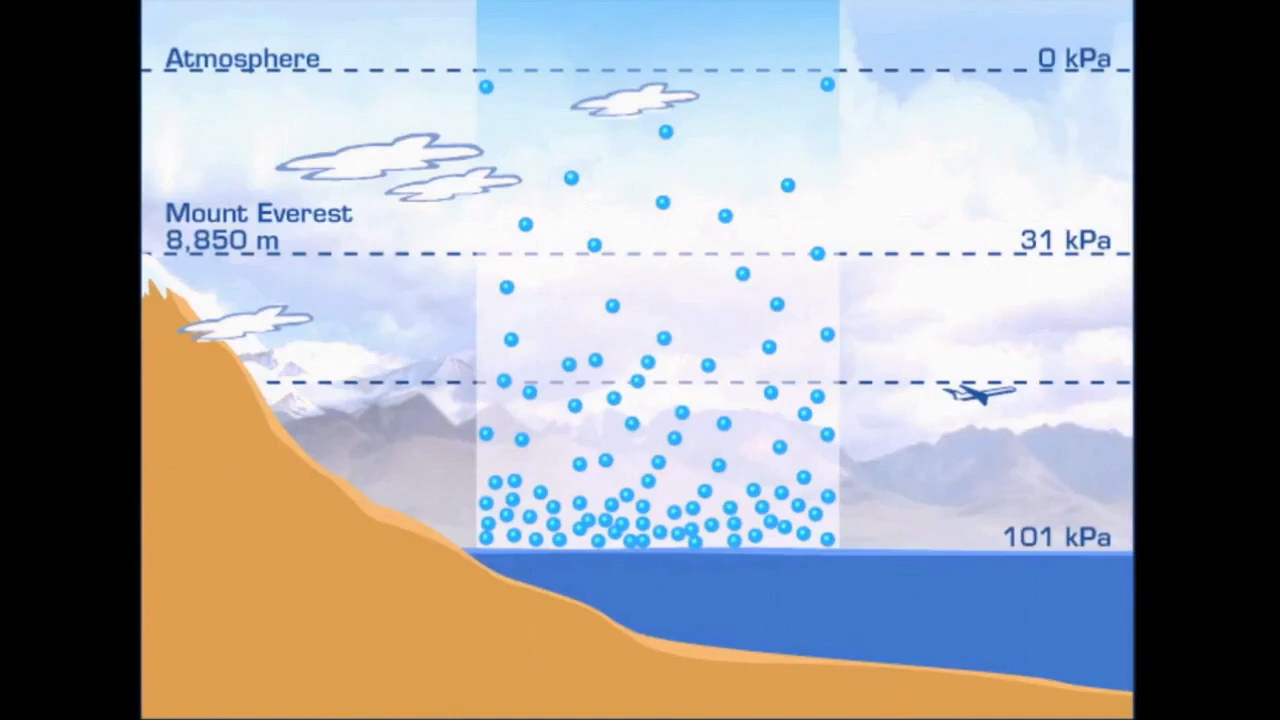 Atmosphere
0 kPa
Mount Everest
8,850 m
31 kPa
101 kPa